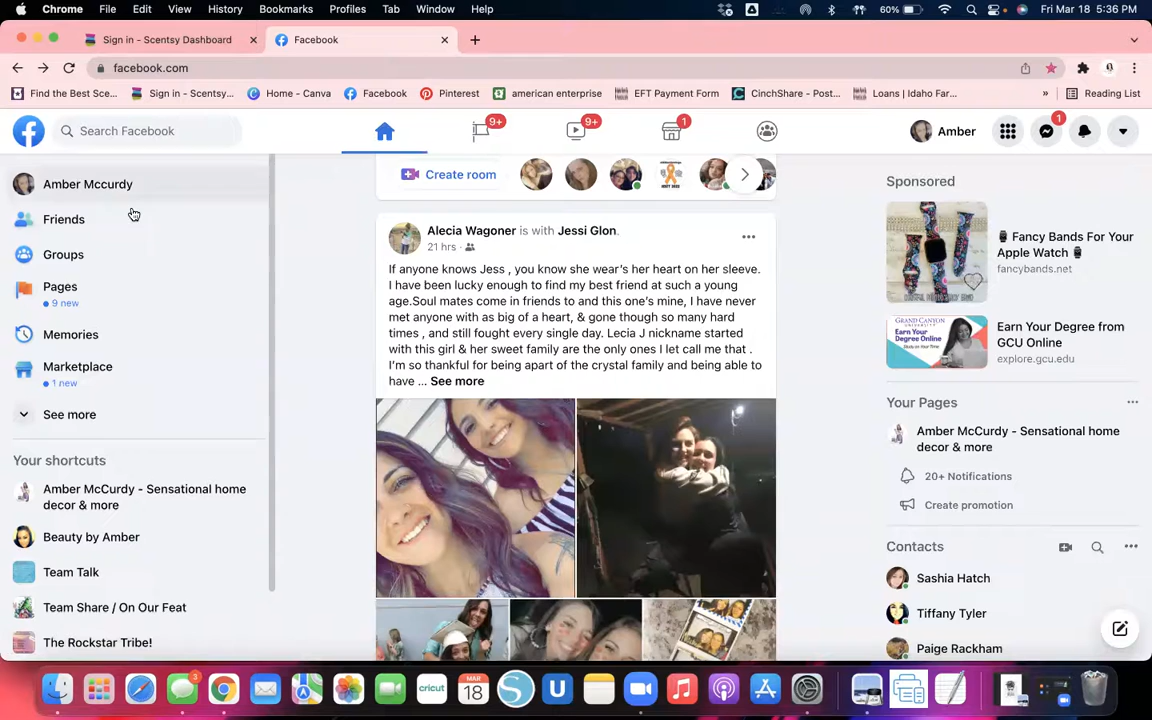 Chrome File Edit View History Bookmarks Profiles Tab Window Help 60% Fri Mar 18 5:36 PM
Sign in – Scentsy Dashboard Facebook
facebook.com
Find the Best Sce... Sign in - Scentsy... Home - Canva Facebook Pinterest american enterprise EFT Payment Form CinchShare - Post... Loans | Idaho Far... » Reading List
Search Facebook 9+ 9+ 1 Amber 1
Create room
Amber Mccurdy
Friends
Groups
Pages
9 new
Memories
Marketplace
1 new
See more
Your shortcuts
Amber McCurdy - Sensational home
decor & more
Beauty by Amber
Team Talk
Team Share / On Our Feat
The Rockstar Tribe!
Alecia Wagoner is with Jessi Glon.
21 hrs ·
If anyone knows Jess , you know she wear's her heart on her sleeve.
I have been lucky enough to find my best friend at such a young
age.Soul mates come in friends to and this one's mine, I have never
met anyone with as big of a heart, & gone though so many hard
times , and still fought every single day. Lecia J nickname started
with this girl & her sweet family are the only ones I let call me that .
I'm so thankful for being apart of the crystal family and being able to
have ... See more
Sponsored
Fancy Bands For Your
Apple Watch
fancybands.net
GRAND CANYON
UNIVERSITY
Earn Your
Degree
Earn Your Degree from
GCU Online
explore.gcu.edu
Your Pages
Amber McCurdy - Sensational home
decor & more
20+ Notifications
Create promotion
Contacts
Sashia Hatch
Tiffany Tyler
Paige Rackham
3
cricut
MAR
18